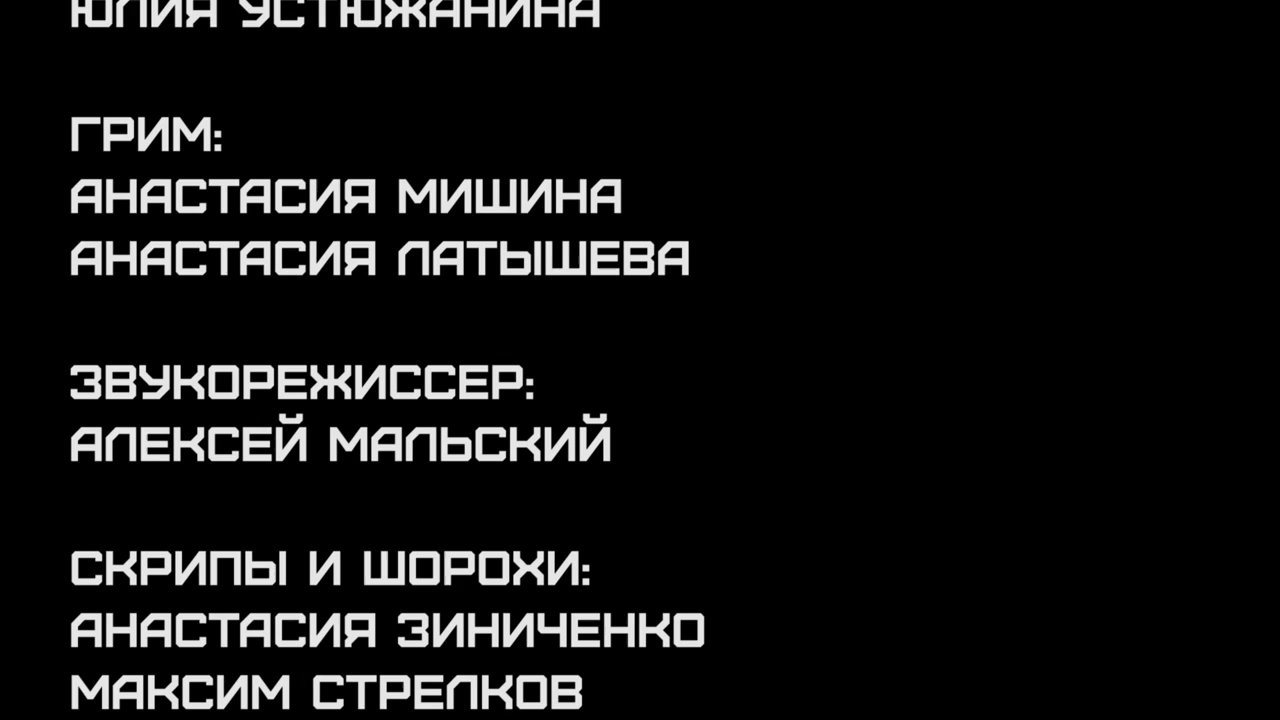 ЮЛИЯ УСТЮЖАНИНА
ГРИМ:
АНАСТАСИЯ МИШИНА
АНАСТАСИЯ ЛАТЫШЕВА
ЗВУКОРЕЖИССЕР:
АЛЕКСЕЙ МАЛЬСКИЙ
СКРИПЫ И ШОРОХИ:
АНАСТАСИЯ ЗИНИЧЕНКО
МАКСИМ СТРЕЛКОВ